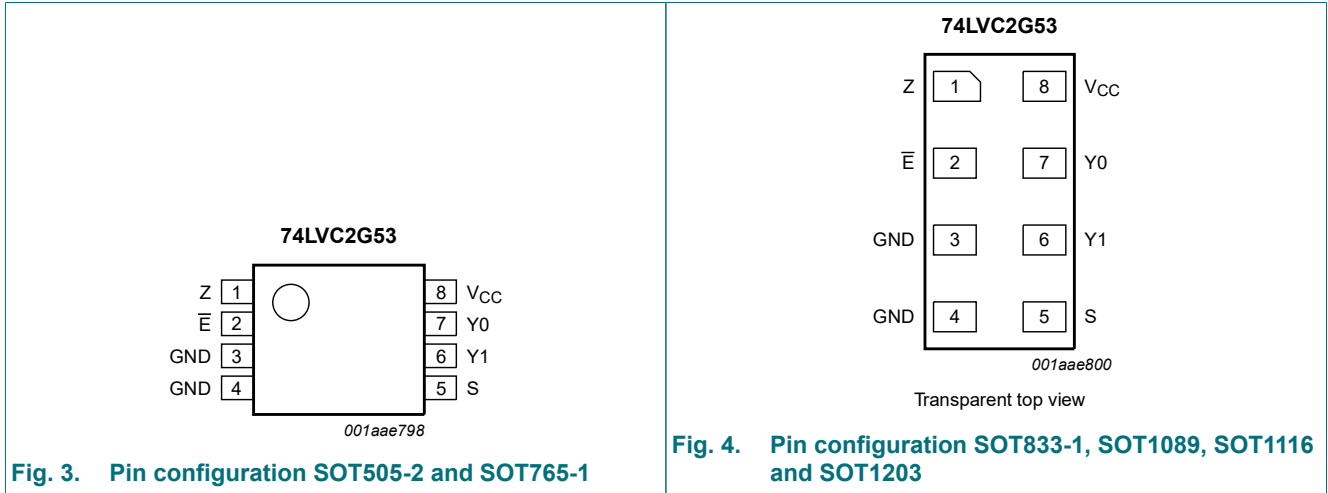 74LVC2G53
Z 1 8 VCC
E̅ 2 7 Y0
GND 3 6 Y1
GND 4 5 S
001aae798
Fig. 3. Pin configuration SOT505-2 and SOT765-1
74LVC2G53
Z 1 8 VCC
E̅ 2 7 Y0
GND 3 6 Y1
GND 4 5 S
001aae800
Transparent top view
Fig. 4. Pin configuration SOT833-1, SOT1089, SOT1116
and SOT1203